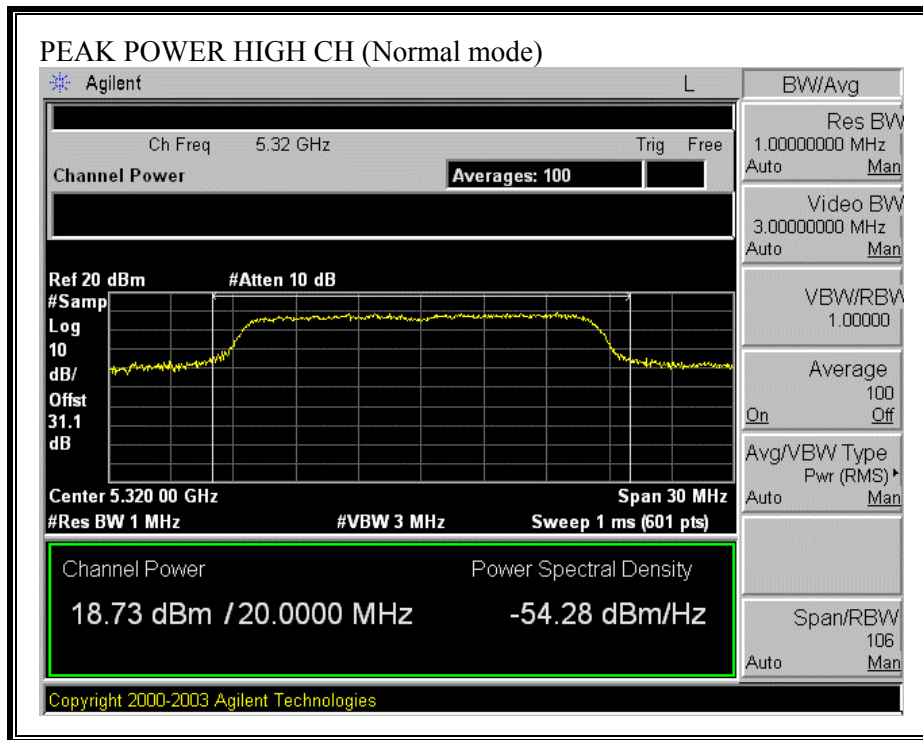 PEAK POWER HIGH CH (Normal mode)
Agilent L
Ch Freq 5.32 GHz Trig Free
Channel Power Averages: 100
Ref 20 dBm #Atten 10 dB
#Samp
Log
10
dB/
Offst
31.1
dB
Center 5.320 00 GHz Span 30 MHz
#Res BW 1 MHz #VBW 3 MHz Sweep 1 ms (601 pts)
Channel Power Power Spectral Density
18.73 dBm / 20.0000 MHz -54.28 dBm/Hz
Copyright 2000-2003 Agilent Technologies
BW/Avg
Res BW
1.00000000 MHz
Auto Man
Video BW
3.00000000 MHz
Auto Man
VBW/RBW
1.00000
Average
100
On Off
Avg/VBW Type
Pwr (RMS)
Auto Man
Span/RBW
106
Auto Man